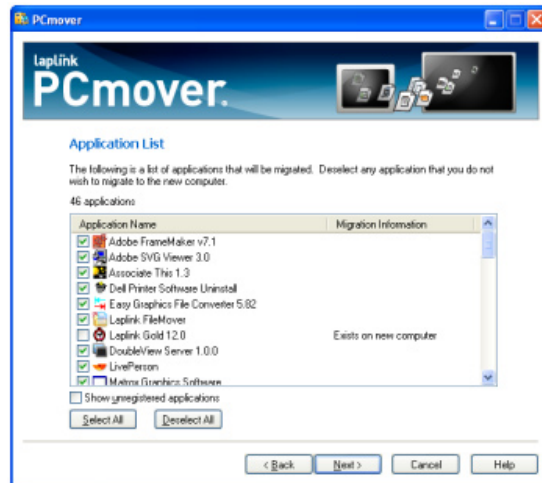 PCmover
laplink
PCmover.
Application List
The following is a list of applications that will be migrated. Deselect any application that you do not
wish to migrate to the new computer.
46 applications
Application Name Migration Information
Adobe FrameMaker v7.1
Adobe SVG Viewer 3.0
Associate This 1.3
Dell Printer Software Uninstall
Easy Graphics File Converter 5.82
Laplink FileMover
Laplink Gold 12.0 Exists on new computer
DoubleView Server 1.0.0
LivePerson
Matrox Graphics Software
Show unregistered applications
Select All Deselect All
< Back Next > Cancel Help